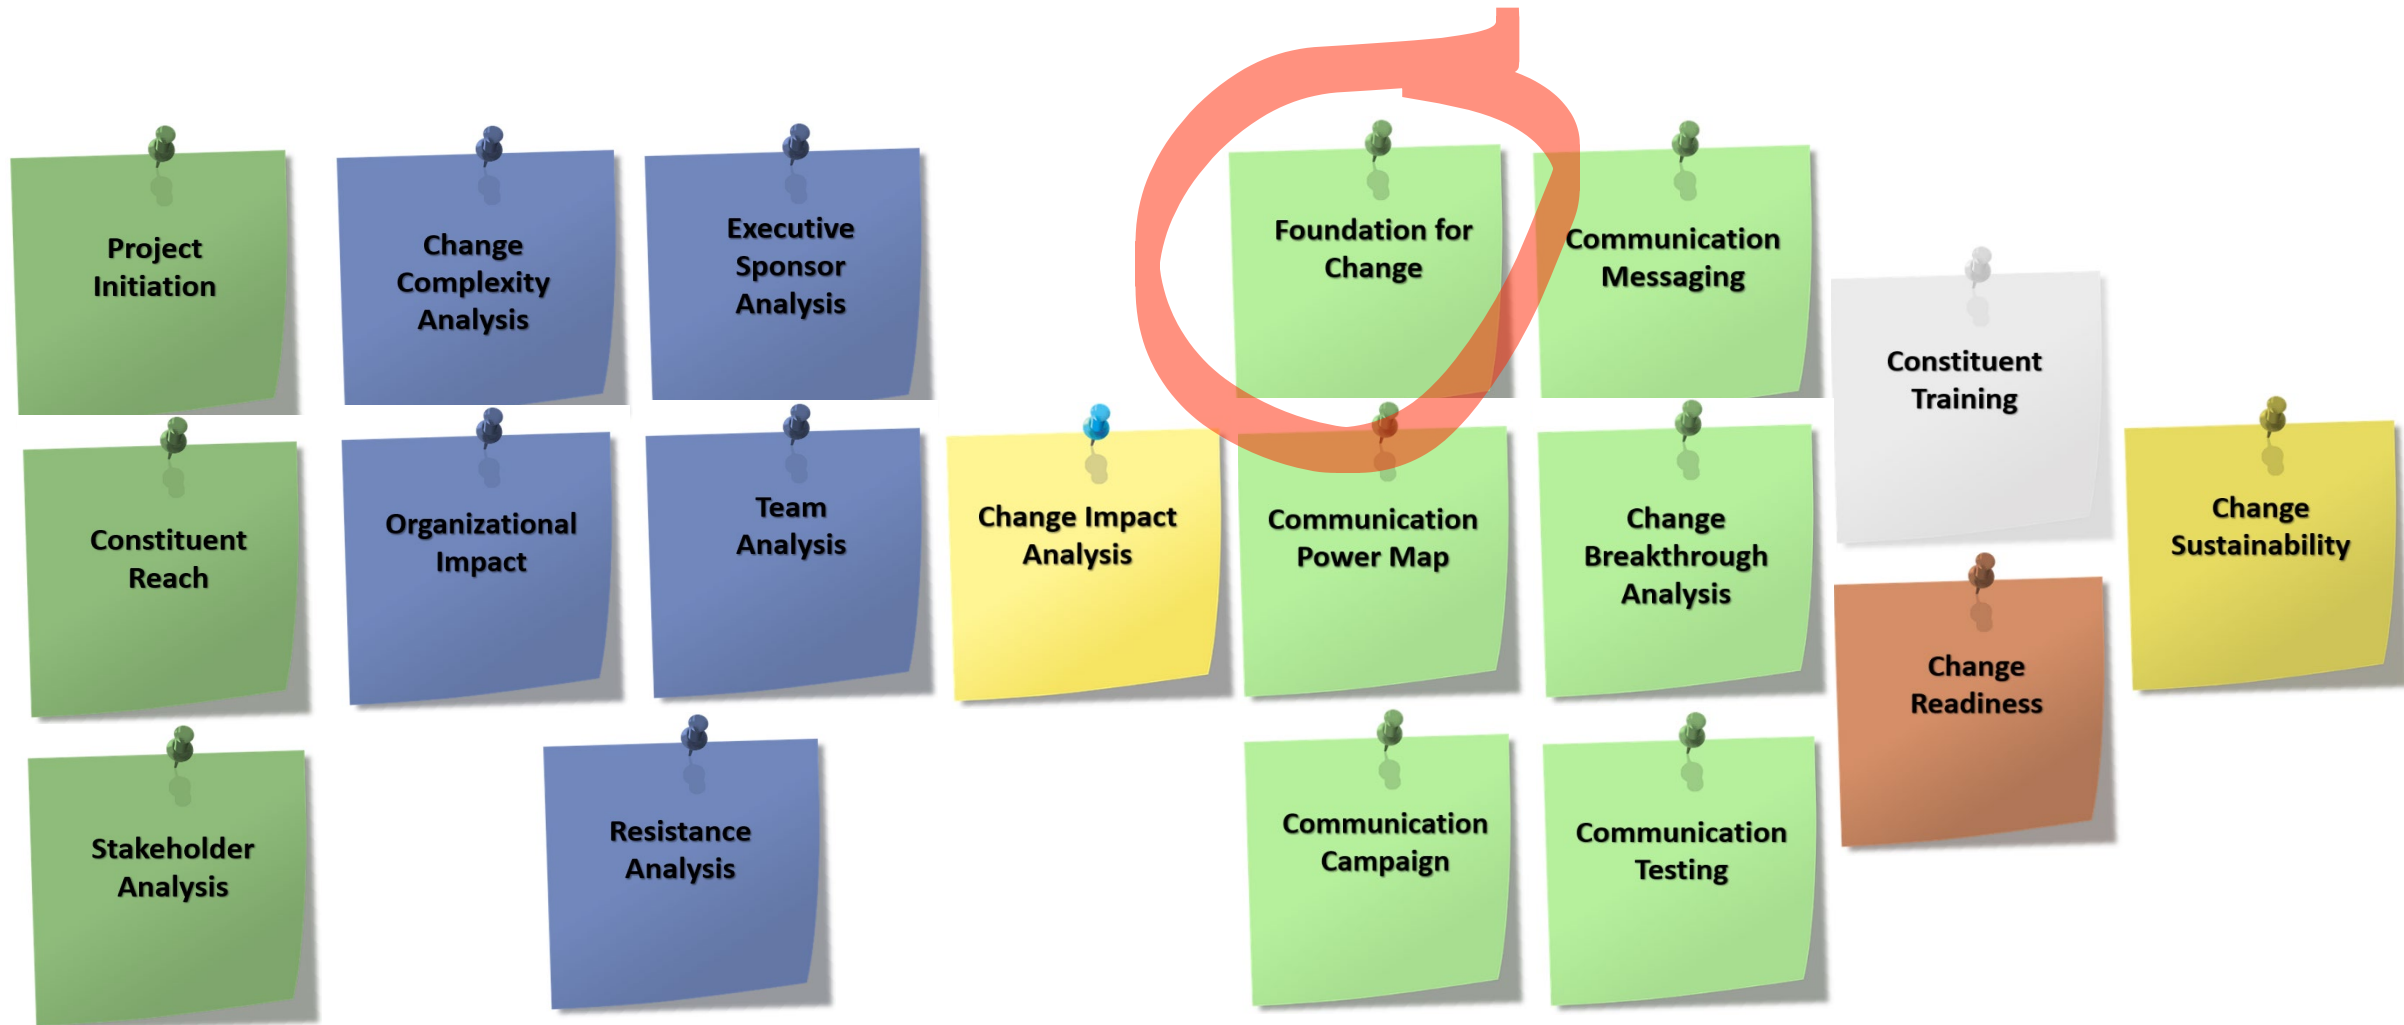 Project
Initiation
Constituent
Reach
Stakeholder
Analysis
Change
Complexity
Analysis
Organizational
Impact
Executive
Sponsor
Analysis
Team
Analysis
Resistance
Analysis
Change Impact
Analysis
Foundation for
Change
Communication
Power Map
Communication
Campaign
Communication
Messaging
Change
Breakthrough
Analysis
Communication
Testing
Constituent
Training
Change
Readiness
Change
Sustainability